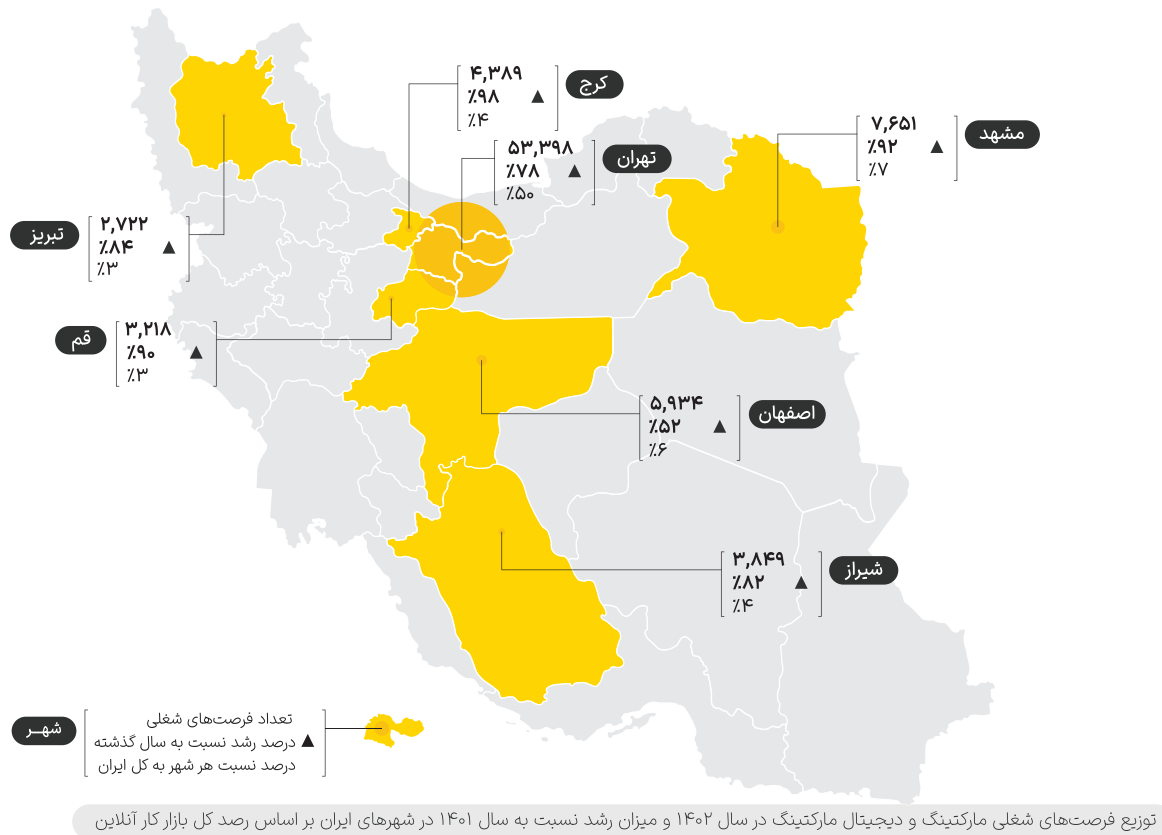 کرج
۴,۳۸۹
٪۹۸ ▲
٪۴
تهران
۵۳,۳۹۸
٪۷۸ ▲
٪۵۰
مشهد
۷,۶۵۱
٪۹۲ ▲
٪۷
تبریز
۲,۷۲۲
٪۸۴ ▲
٪۳
قم
۳,۲۱۸
٪۹۰ ▲
٪۳
اصفهان
۵,۹۳۴
٪۵۲ ▲
٪۶
شیراز
۳,۸۴۹
٪۸۲ ▲
٪۴
شهـر
تعداد فرصت‌های شغلی
▲ درصد رشد نسبت به سال گذشته
درصد نسبت هر شهر به کل ایران
توزیع فرصت‌های شغلی مارکتینگ و دیجیتال مارکتینگ در سال ۱۴۰۲ و میزان رشد نسبت به سال ۱۴۰۱ در شهرهای ایران بر اساس رصد کل بازار کار آنلاین